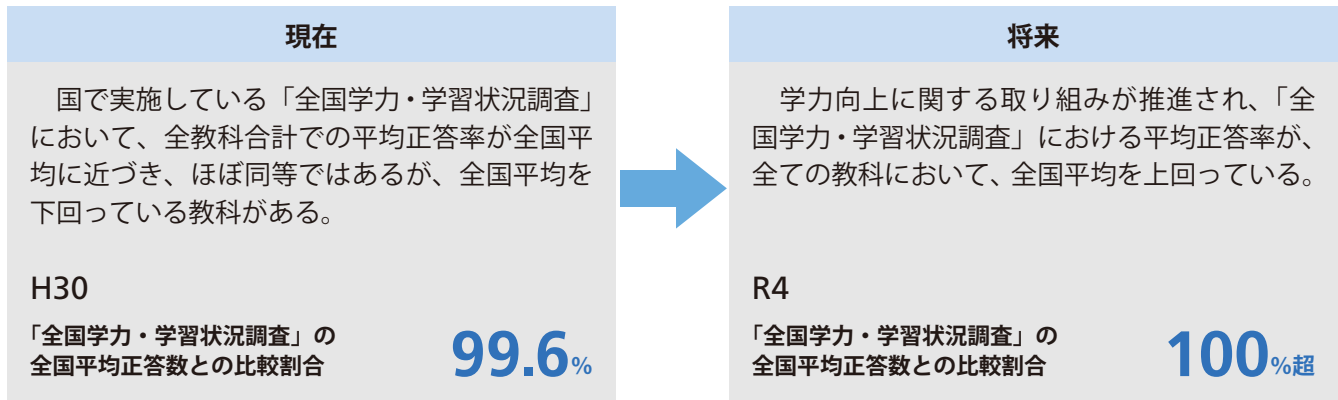 現在
国で実施している「全国学力・学習状況調査」
において、全教科合計での平均正答率が全国平
均に近づき、ほぼ同等ではあるが、全国平均を
下回っている教科がある。
H30
「全国学力・学習状況調査」の
全国平均正答数との比較割合
99.6%
将来
学力向上に関する取り組みが推進され、「全
国学力・学習状況調査」における平均正答率が、
全ての教科において、全国平均を上回っている。
R4
「全国学力・学習状況調査」の
全国平均正答数との比較割合
100%超